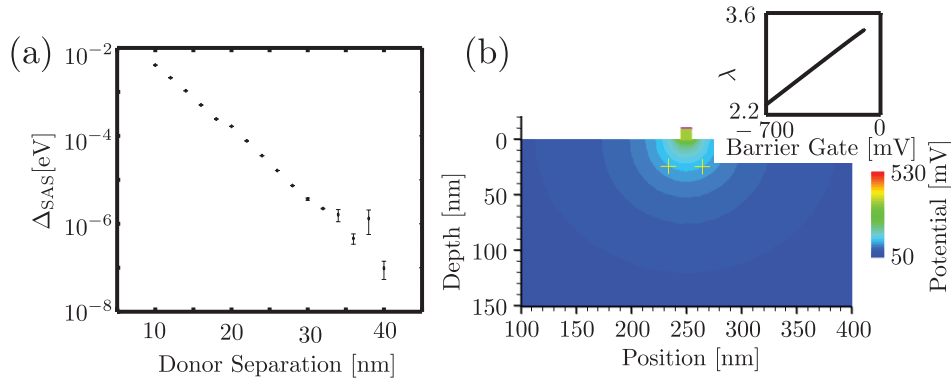 (a)
10⁻²
10⁻⁴
10⁻⁶
10⁻⁸
Δ_SAS[eV]
10
20
30
40
Donor Separation [nm]
(b)
3.6
λ
2.2
−700
0
Barrier Gate [mV]
0
50
100
150
Depth [nm]
100
150
200
250
300
350
400
Position [nm]
530
50
Potential [mV]